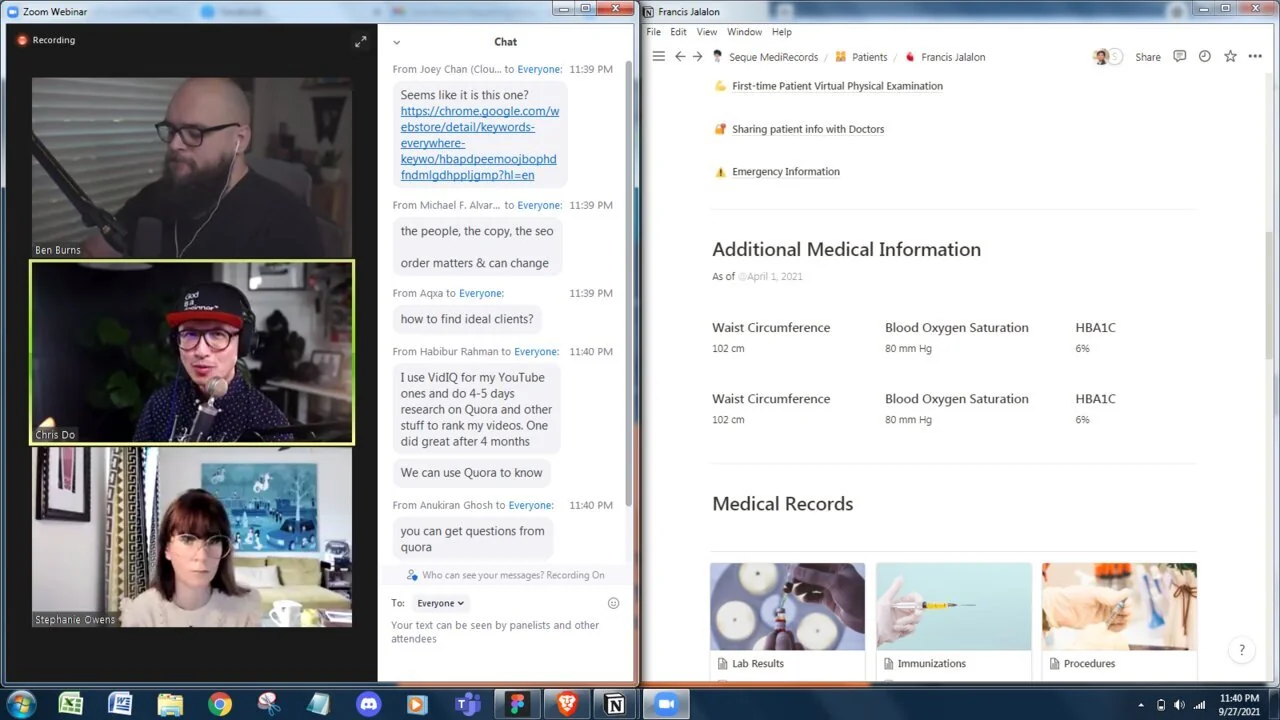 Zoom Webinar
Recording
Ben Burns
God
is a
Chris Do
Stephanie Owens
Chat
From Joey Chan (Clou... to Everyone: 11:39 PM
Seems like it is this one?
https://chrome.google.com/w
ebstore/detail/keywords-
everywhere-
keywo/hbapdpeemoojbophd
fndmlgdhppljgmp?hl=en
From Michael F. Alvar... to Everyone: 11:39 PM
the people, the copy, the seo
order matters & can change
From Aqxa to Everyone: 11:39 PM
how to find ideal clients?
From Habibur Rahman to Everyone: 11:40 PM
I use VidIQ for my YouTube
ones and do 4-5 days
research on Quora and other
stuff to rank my videos. One
did great after 4 months
We can use Quora to know
From Anukiran Ghosh to Everyone: 11:40 PM
you can get questions from
quora
Who can see your messages? Recording On
To: Everyone
Your text can be seen by panelists and other
attendees
Francis Jalalon
File Edit View Window Help
Seque MediRecords / Patients / Francis Jalalon
S Share
First-time Patient Virtual Physical Examination
Sharing patient info with Doctors
Emergency Information
Additional Medical Information
As of @April 1, 2021
Waist Circumference Blood Oxygen Saturation HBA1C
102 cm 80 mm Hg 6%
Waist Circumference Blood Oxygen Saturation HBA1C
102 cm 80 mm Hg 6%
Medical Records
Lab Results Immunizations Procedures
?
11:40 PM
9/27/2021